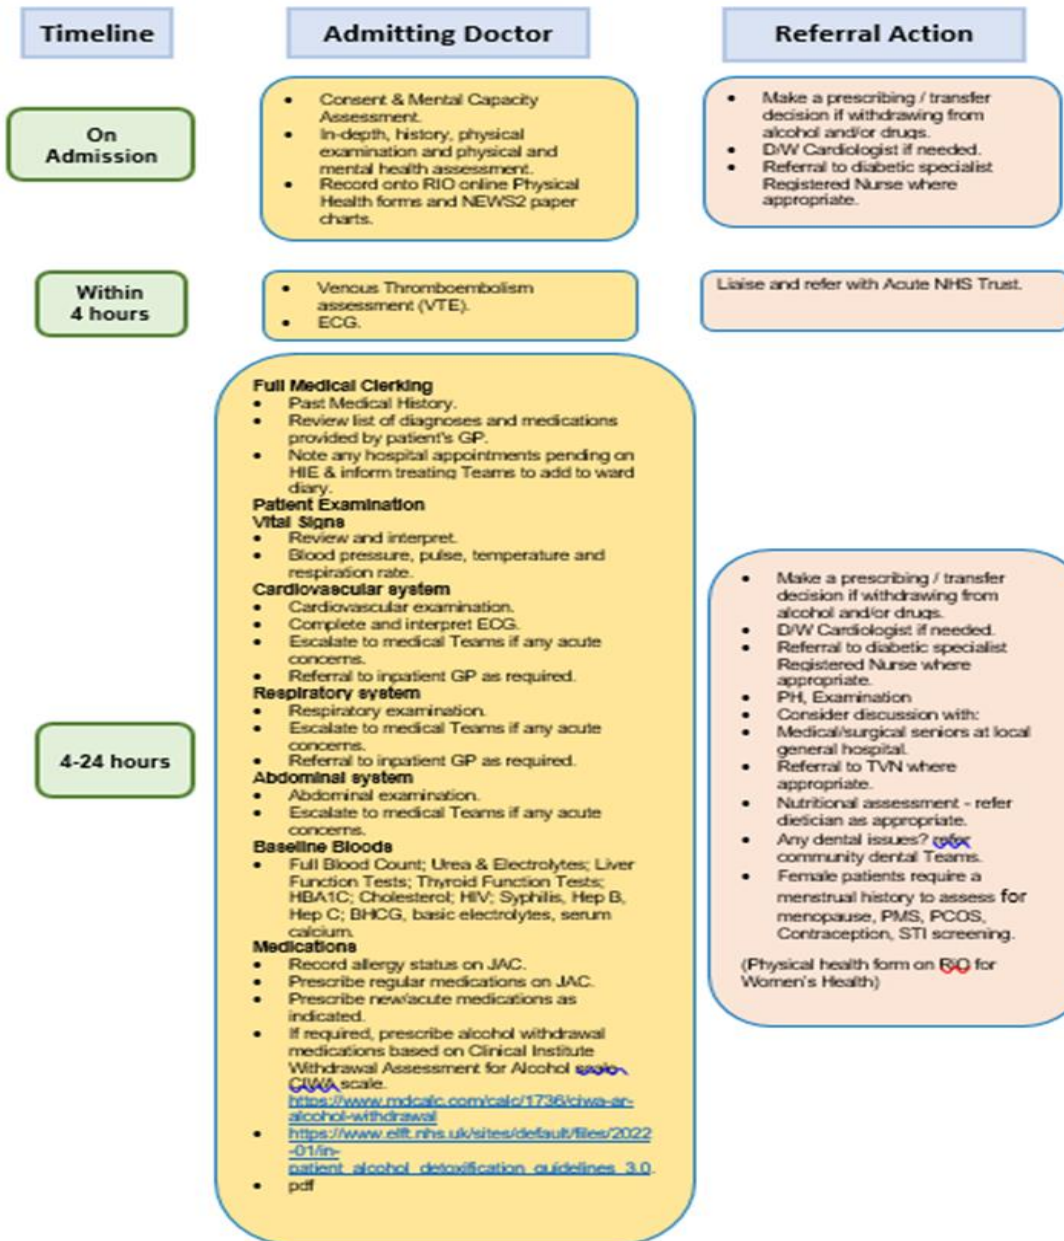 Timeline
Admitting Doctor
Referral Action
On
Admission
• Consent & Mental Capacity
Assessment.
• In-depth, history, physical
examination and physical and
mental health assessment.
• Record onto RIO online Physical
Health forms and NEWS2 paper
charts.
• Make a prescribing / transfer
decision if withdrawing from
alcohol and/or drugs.
• D/W Cardiologist if needed.
• Referral to diabetic specialist
Registered Nurse where
appropriate.
Within
4 hours
• Venous Thromboembolism
assessment (VTE).
• ECG.
Liaise and refer with Acute NHS Trust.
4-24 hours
Full Medical Clerking
• Past Medical History.
• Review list of diagnoses and medications
provided by patient's GP.
• Note any hospital appointments pending on
HIE & inform treating Teams to add to ward
diary.
Patient Examination
Vital Signs
• Review and interpret.
• Blood pressure, pulse, temperature and
respiration rate.
Cardiovascular system
• Cardiovascular examination.
• Complete and interpret ECG.
• Escalate to medical Teams if any acute
concerns.
• Referral to inpatient GP as required.
Respiratory system
• Respiratory examination.
• Escalate to medical Teams if any acute
concerns.
• Referral to inpatient GP as required.
Abdominal system
• Abdominal examination.
• Escalate to medical Teams if any acute
concerns.
Baseline Bloods
• Full Blood Count; Urea & Electrolytes; Liver
Function Tests; Thyroid Function Tests;
HBA1C; Cholesterol; HIV; Syphilis, Hep B,
Hep C; BHCG, basic electrolytes, serum
calcium.
Medications
• Record allergy status on JAC.
• Prescribe regular medications on JAC.
• Prescribe new/acute medications as
indicated.
• If required, prescribe alcohol withdrawal
medications based on Clinical Institute
Withdrawal Assessment for Alcohol scale
CIWA scale.
https://www.mdcalc.com/calc/1736/ciwa-ar-
alcohol-withdrawal
• https://www.elft.nhs.uk/sites/default/files/2022
-01/in-
patient_alcohol_detoxification_guidelines_3.0.
• pdf
• Make a prescribing / transfer
decision if withdrawing from
alcohol and/or drugs.
• D/W Cardiologist if needed.
• Referral to diabetic specialist
Registered Nurse where
appropriate.
• PH, Examination
• Consider discussion with:
• Medical/surgical seniors at local
general hospital.
• Referral to TVN where
appropriate.
• Nutritional assessment - refer
dietician as appropriate.
• Any dental issues? refer
community dental Teams.
• Female patients require a
menstrual history to assess for
menopause, PMS, PCOS,
Contraception, STI screening.
(Physical health form on RiO for
Women's Health)